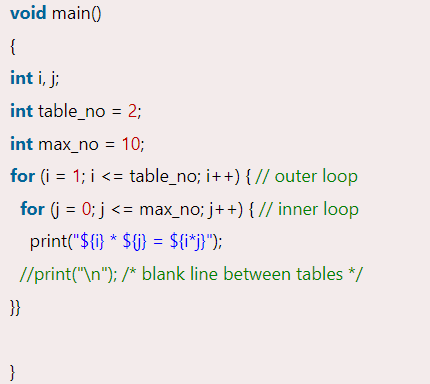 void main()
{
int i, j;
int table_no = 2;
int max_no = 10;
for (i = 1; i <= table_no; i++) { // outer loop
for (j = 0; j <= max_no; j++) { // inner loop
print("${i} * ${j} = ${i*j}");
//print("\n"); /* blank line between tables */
}}
}